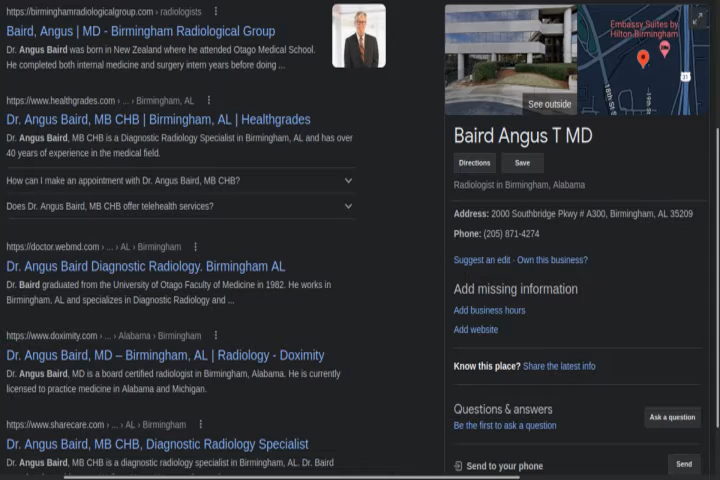 https://birminghamradiologicalgroup.com › radiologists
Baird, Angus | MD - Birmingham Radiological Group
Dr. Angus Baird was born in New Zealand where he attended Otago Medical School.
He completed both internal medicine and surgery intern years before doing ...
https://www.healthgrades.com › ... › Birmingham, AL
Dr. Angus Baird, MB CHB | Birmingham, AL | Healthgrades
Dr. Angus Baird, MB CHB is a Diagnostic Radiology Specialist in Birmingham, AL and has over
40 years of experience in the medical field.
How can I make an appointment with Dr. Angus Baird, MB CHB?
Does Dr. Angus Baird, MB CHB offer telehealth services?
https://doctor.webmd.com › ... › AL › Birmingham
Dr. Angus Baird Diagnostic Radiology. Birmingham AL
Dr. Baird graduated from the University of Otago Faculty of Medicine in 1982. He works in
Birmingham, AL and specializes in Diagnostic Radiology and ...
https://www.doximity.com › ... › Alabama › Birmingham
Dr. Angus Baird, MD – Birmingham, AL | Radiology - Doximity
Dr. Angus Baird, MD is a board certified radiologist in Birmingham, Alabama. He is currently
licensed to practice medicine in Alabama and Michigan.
https://www.sharecare.com › ... › AL › Birmingham
Dr. Angus Baird, MB CHB, Diagnostic Radiology Specialist
Dr. Angus Baird, MB CHB is a diagnostic radiology specialist in Birmingham, AL. Dr. Baird
Embassy Suites by
Hilton Birmingham
31
18th St S
See outside
Baird Angus T MD
Directions Save
Radiologist in Birmingham, Alabama
Address: 2000 Southbridge Pkwy # A300, Birmingham, AL 35209
Phone: (205) 871-4274
Suggest an edit · Own this business?
Add missing information
Add business hours
Add website
Know this place? Share the latest info
Questions & answers
Be the first to ask a question
Ask a question
Send to your phone
Send